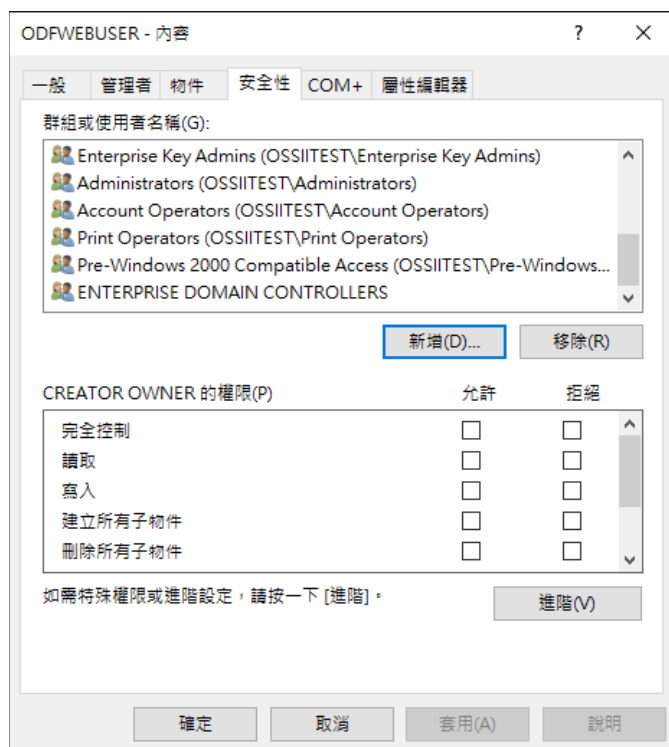 ODFWEBUSER - 內容
一般 管理者 物件 安全性 COM+ 屬性編輯器
群組或使用者名稱(G):
Enterprise Key Admins (OSSIITEST\Enterprise Key Admins)
Administrators (OSSIITEST\Administrators)
Account Operators (OSSIITEST\Account Operators)
Print Operators (OSSIITEST\Print Operators)
Pre-Windows 2000 Compatible Access (OSSIITEST\Pre-Windows...
ENTERPRISE DOMAIN CONTROLLERS
新增(D)... 移除(R)
CREATOR OWNER 的權限(P) 允許 拒絕
完全控制
讀取
寫入
建立所有子物件
刪除所有子物件
如需特殊權限或進階設定，請按一下 [進階]。 進階(V)
確定 取消 套用(A) 說明